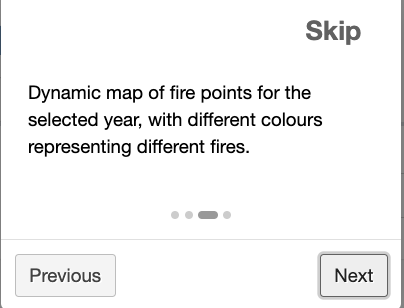 Skip
Dynamic map of fire points for the
selected year, with different colours
representing different fires.
Previous
Next